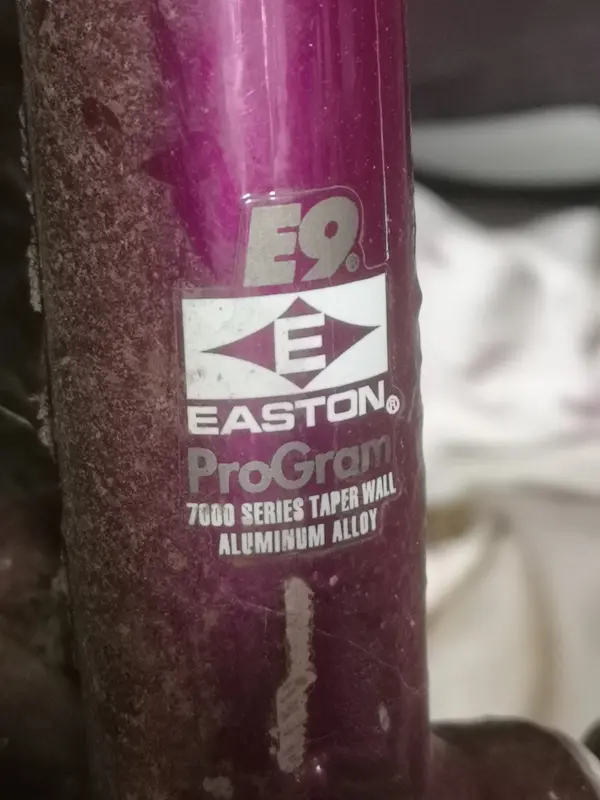 E9®
E
EASTON®
ProGram
7000 SERIES TAPER WALL
ALUMINUM ALLOY